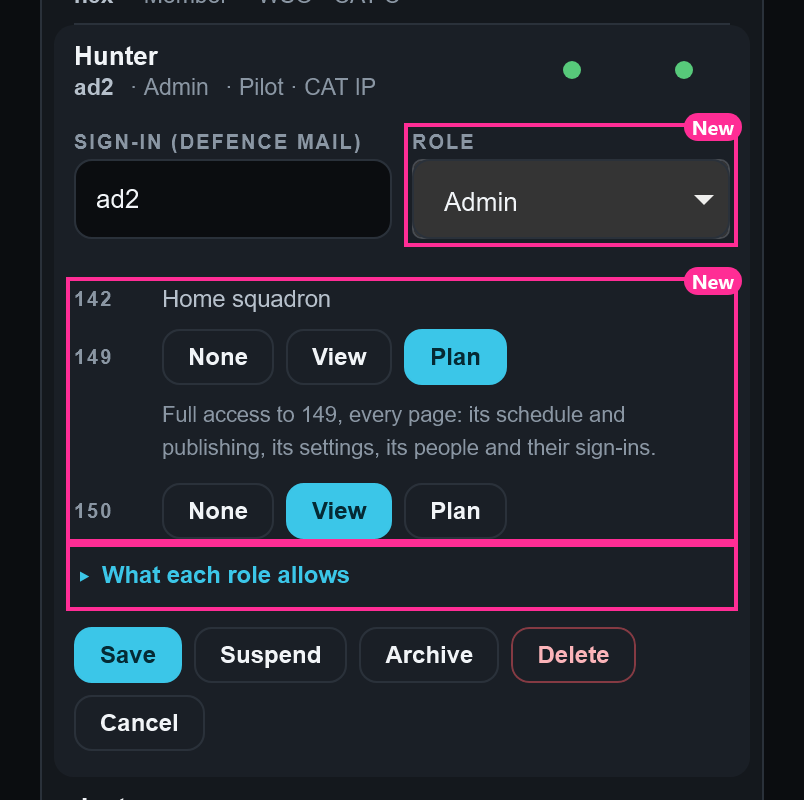 Hunter
ad2 · Admin · Pilot · CAT IP
SIGN-IN (DEFENCE MAIL)
ROLE
New
ad2
Admin
New
142 Home squadron
149 None View Plan
Full access to 149, every page: its schedule and
publishing, its settings, its people and their sign-ins.
150 None View Plan
▸ What each role allows
Save Suspend Archive Delete
Cancel